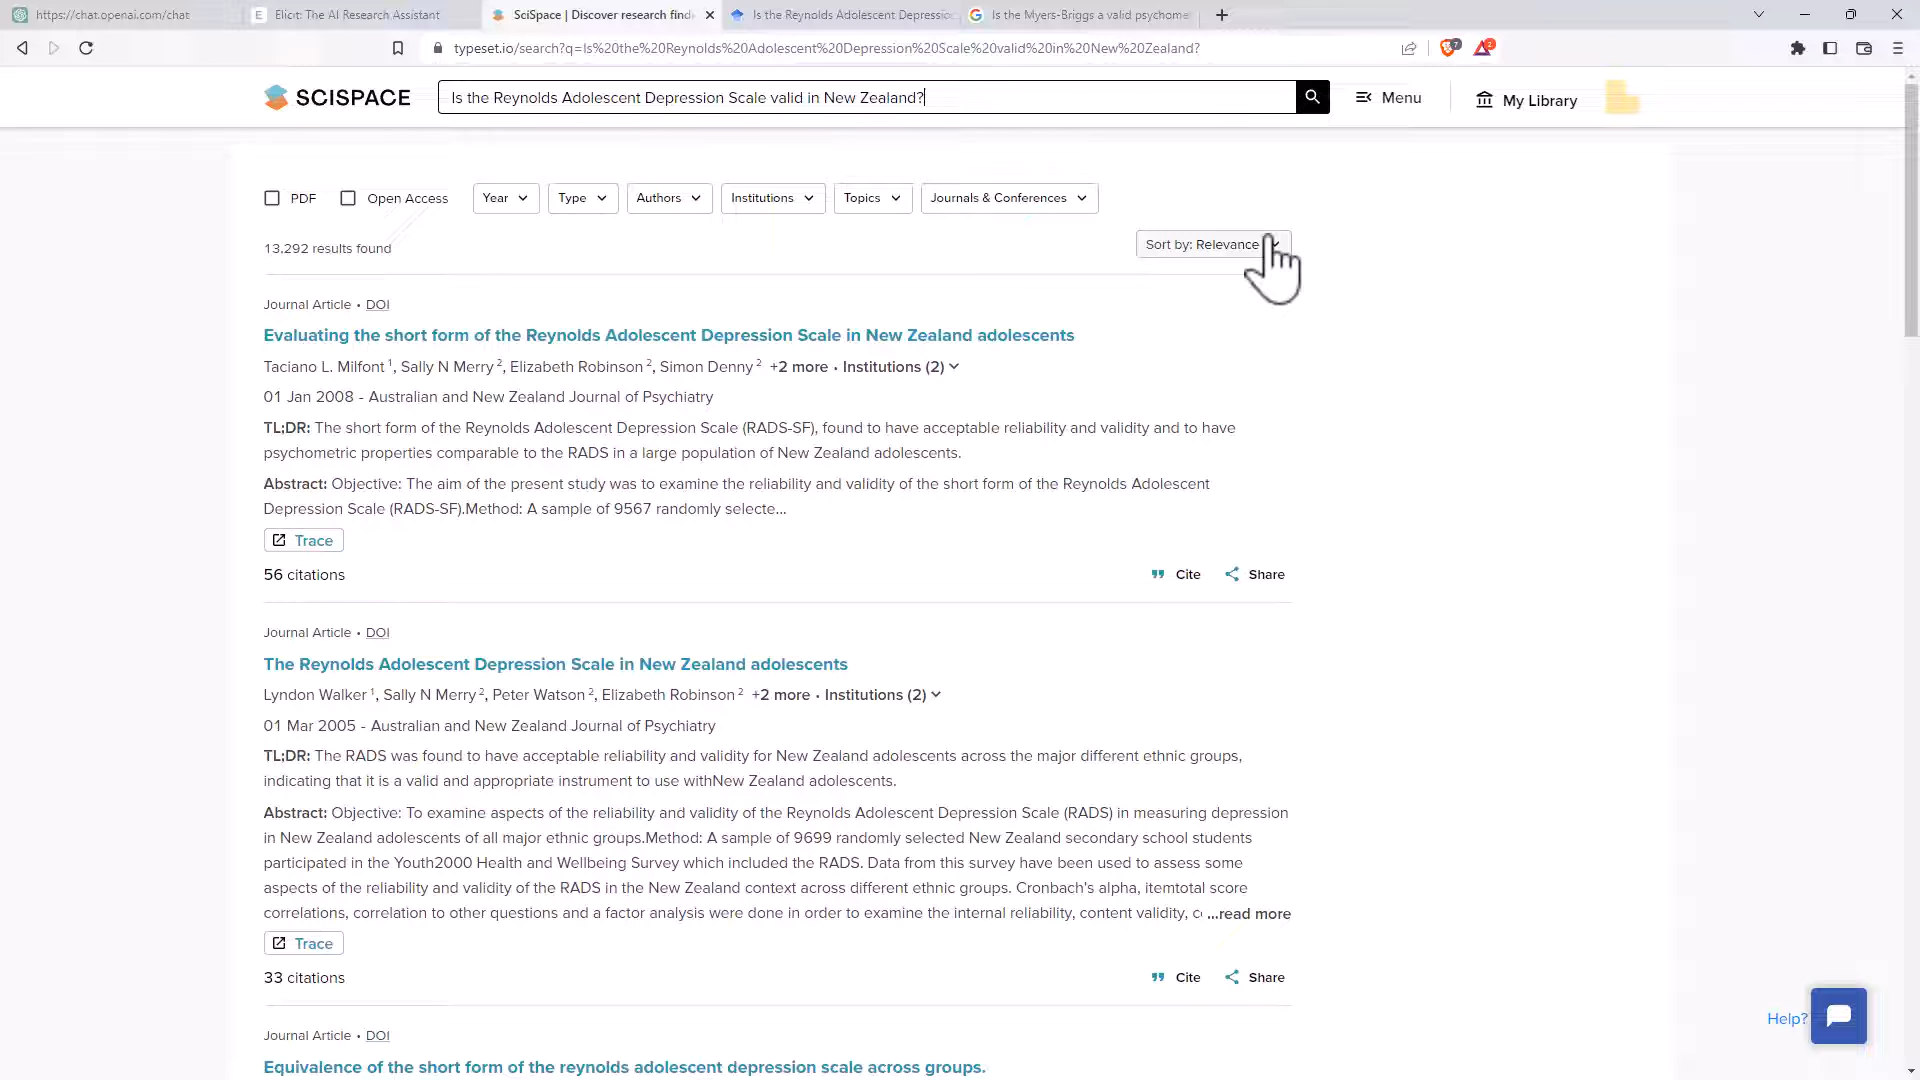 https://chat.openai.com/chat
Elicit: The AI Research Assistant
SciSpace | Discover research find
Is the Reynolds Adolescent Depressio
Is the Myers-Briggs a valid psychome
typeset.io/search?q=Is%20the%20Reynolds%20Adolescent%20Depression%20Scale%20valid%20in%20New%20Zealand?
SCISPACE
Is the Reynolds Adolescent Depression Scale valid in New Zealand?
Menu
My Library
PDF
Open Access
Year
Type
Authors
Institutions
Topics
Journals & Conferences
13,292 results found
Sort by: Relevance
Journal Article • DOI
Evaluating the short form of the Reynolds Adolescent Depression Scale in New Zealand adolescents
Taciano L. Milfont 1, Sally N Merry 2, Elizabeth Robinson 2, Simon Denny 2 +2 more • Institutions (2)
01 Jan 2008 - Australian and New Zealand Journal of Psychiatry
TL;DR: The short form of the Reynolds Adolescent Depression Scale (RADS-SF), found to have acceptable reliability and validity and to have
psychometric properties comparable to the RADS in a large population of New Zealand adolescents.
Abstract: Objective: The aim of the present study was to examine the reliability and validity of the short form of the Reynolds Adolescent
Depression Scale (RADS-SF).Method: A sample of 9567 randomly selecte...
Trace
56 citations
Cite
Share
Journal Article • DOI
The Reynolds Adolescent Depression Scale in New Zealand adolescents
Lyndon Walker 1, Sally N Merry 2, Peter Watson 2, Elizabeth Robinson 2 +2 more • Institutions (2)
01 Mar 2005 - Australian and New Zealand Journal of Psychiatry
TL;DR: The RADS was found to have acceptable reliability and validity for New Zealand adolescents across the major different ethnic groups,
indicating that it is a valid and appropriate instrument to use withNew Zealand adolescents.
Abstract: Objective: To examine aspects of the reliability and validity of the Reynolds Adolescent Depression Scale (RADS) in measuring depression
in New Zealand adolescents of all major ethnic groups.Method: A sample of 9699 randomly selected New Zealand secondary school students
participated in the Youth2000 Health and Wellbeing Survey which included the RADS. Data from this survey have been used to assess some
aspects of the reliability and validity of the RADS in the New Zealand context across different ethnic groups. Cronbach's alpha, itemtotal score
correlations, correlation to other questions and a factor analysis were done in order to examine the internal reliability, content validity, c ...read more
Trace
33 citations
Cite
Share
Help?
Journal Article • DOI
Equivalence of the short form of the reynolds adolescent depression scale across groups.